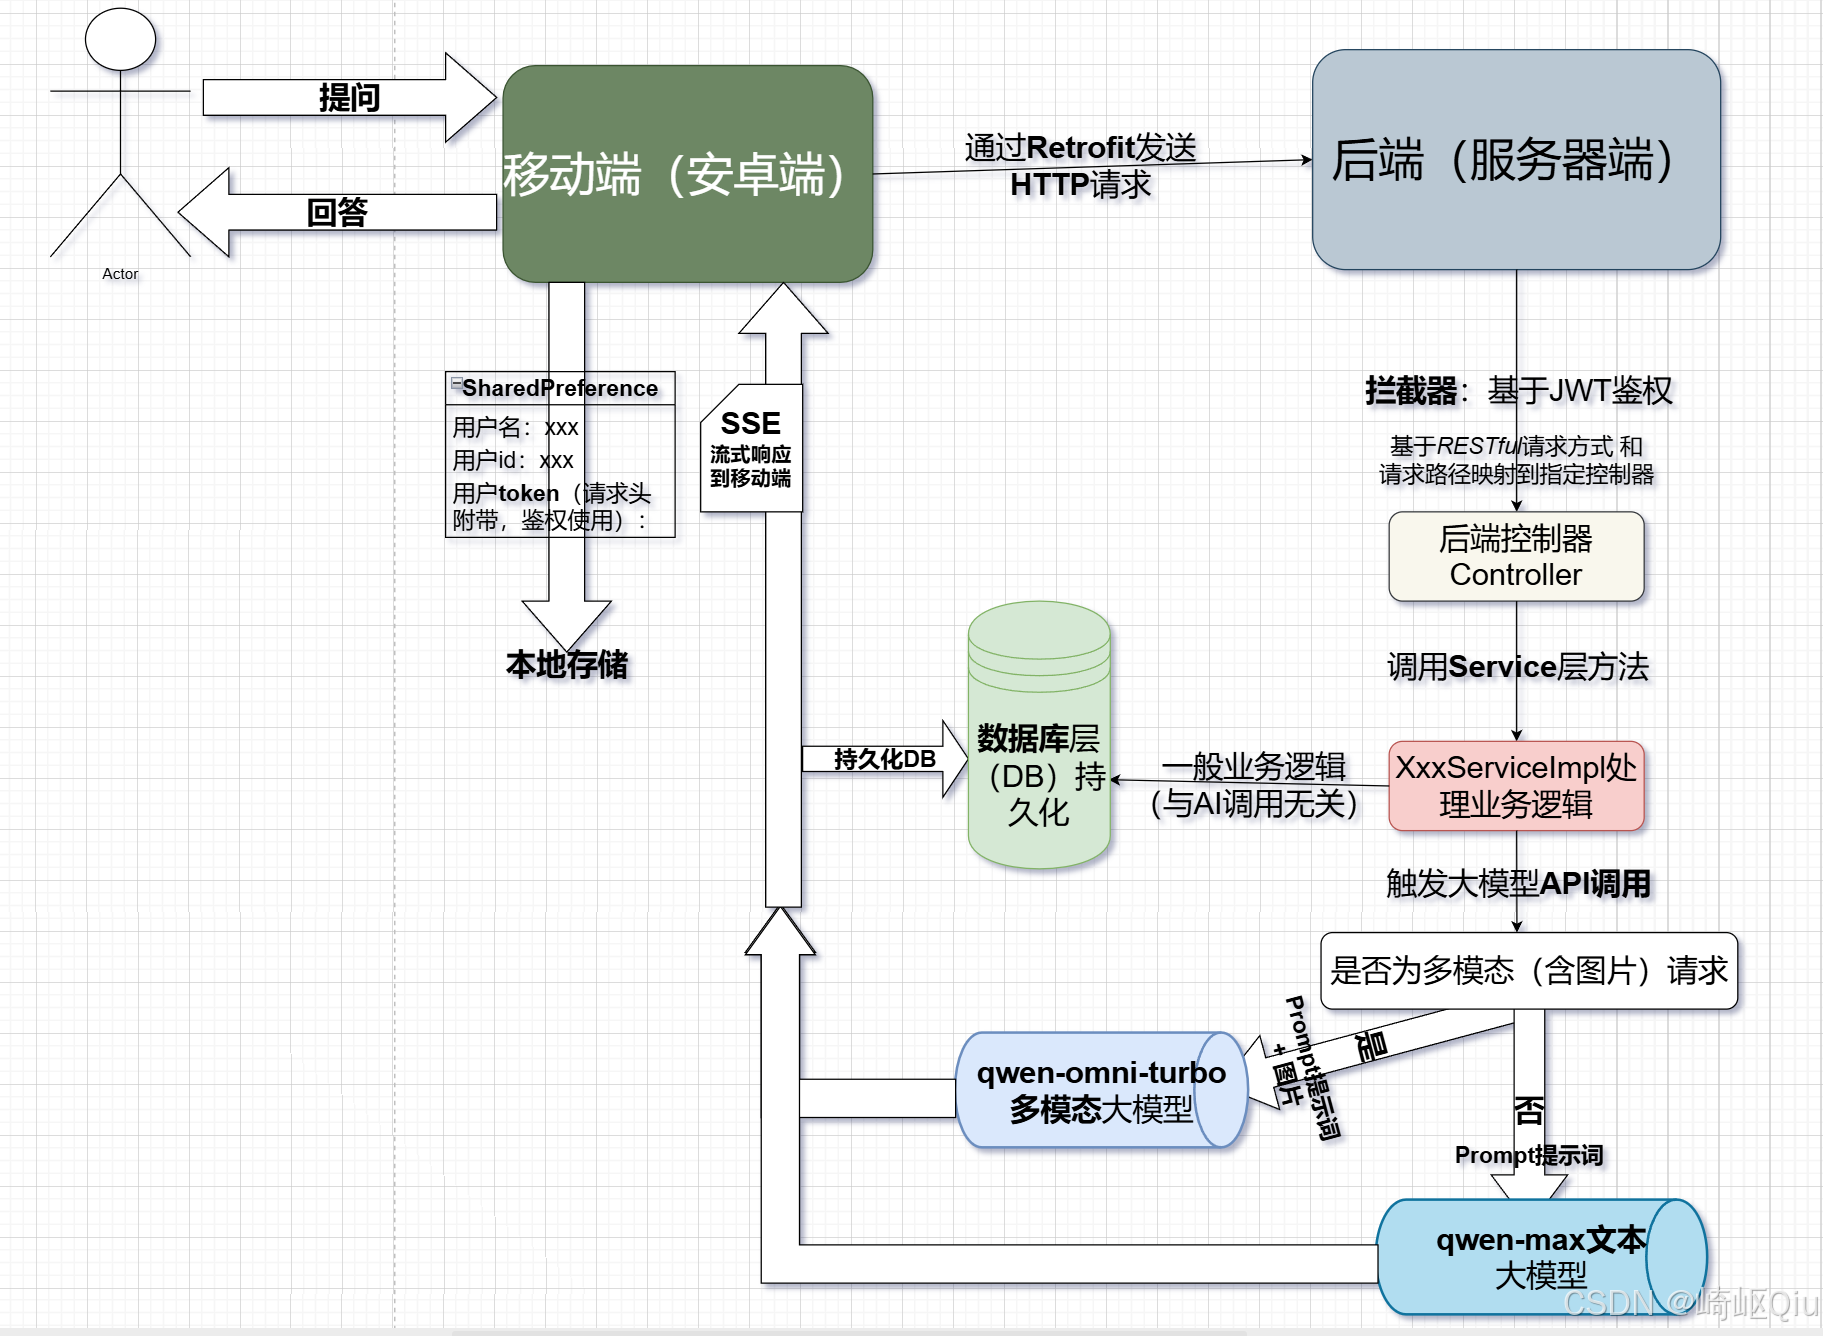 提问
回答
Actor
移动端（安卓端）
通过Retrofit发送
HTTP请求
后端（服务器端）
SharedPreference
用户名：xxx
用户id：xxx
用户token（请求头
附带，鉴权使用）：
本地存储
SSE
流式响应
到移动端
拦截器：基于JWT鉴权
基于RESTful请求方式 和
请求路径映射到指定控制器
后端控制器
Controller
调用Service层方法
XxxServiceImpl处
理业务逻辑
一般业务逻辑
（与AI调用无关）
持久化DB
数据库层
（DB）持
久化
触发大模型API调用
是否为多模态（含图片）请求
是
Prompt提示词
+ 图片
否
Prompt提示词
qwen-omni-turbo
多模态大模型
qwen-max文本
大模型
CSDN @崎岖Qiu